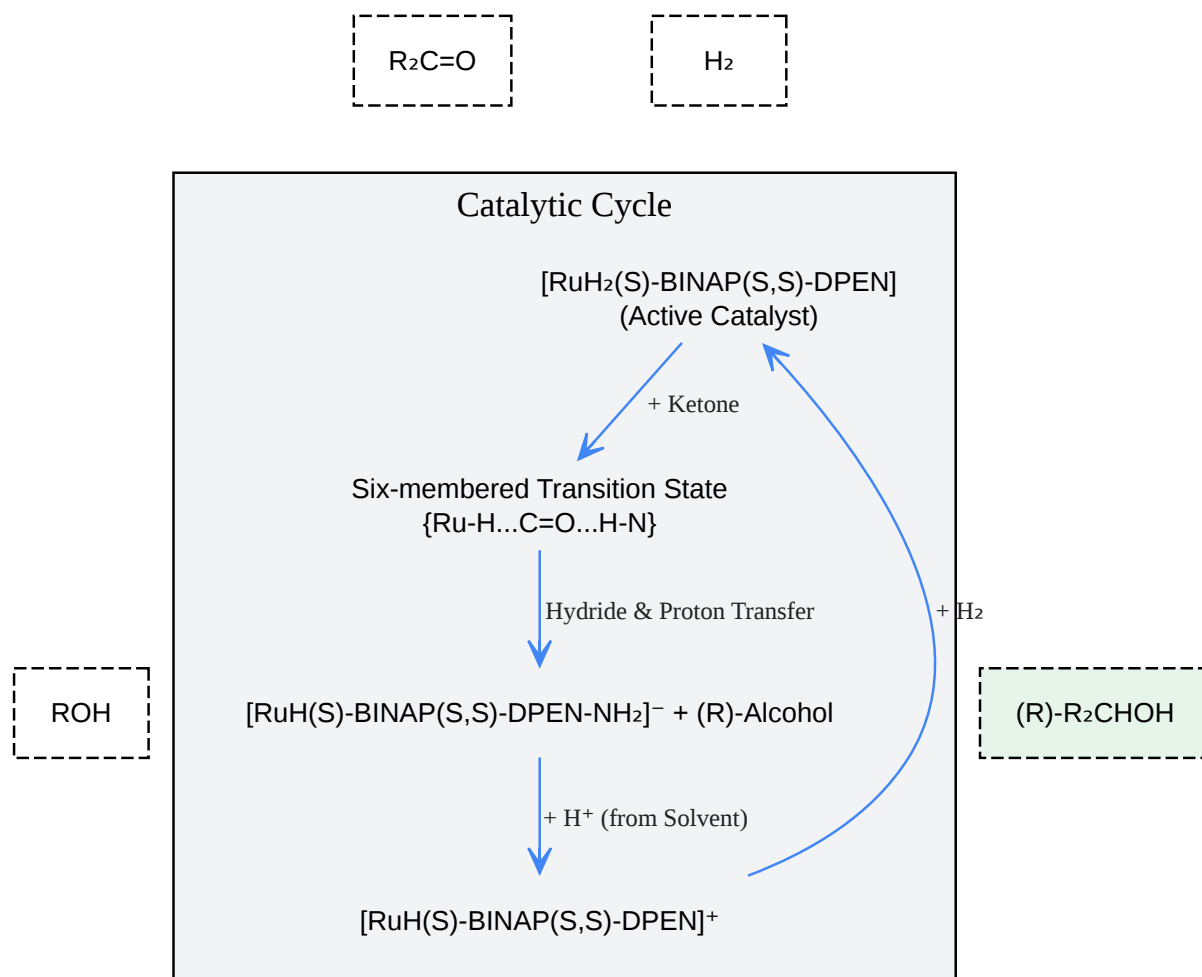 R₂C=O
H₂
Catalytic Cycle
[RuH₂(S)-BINAP(S,S)-DPEN]
(Active Catalyst)
+ Ketone
Six-membered Transition State
{Ru-H...C=O...H-N}
Hydride & Proton Transfer
+ H₂
ROH
[RuH(S)-BINAP(S,S)-DPEN-NH₂]⁻ + (R)-Alcohol
(R)-R₂CHOH
+ H⁺ (from Solvent)
[RuH(S)-BINAP(S,S)-DPEN]⁺